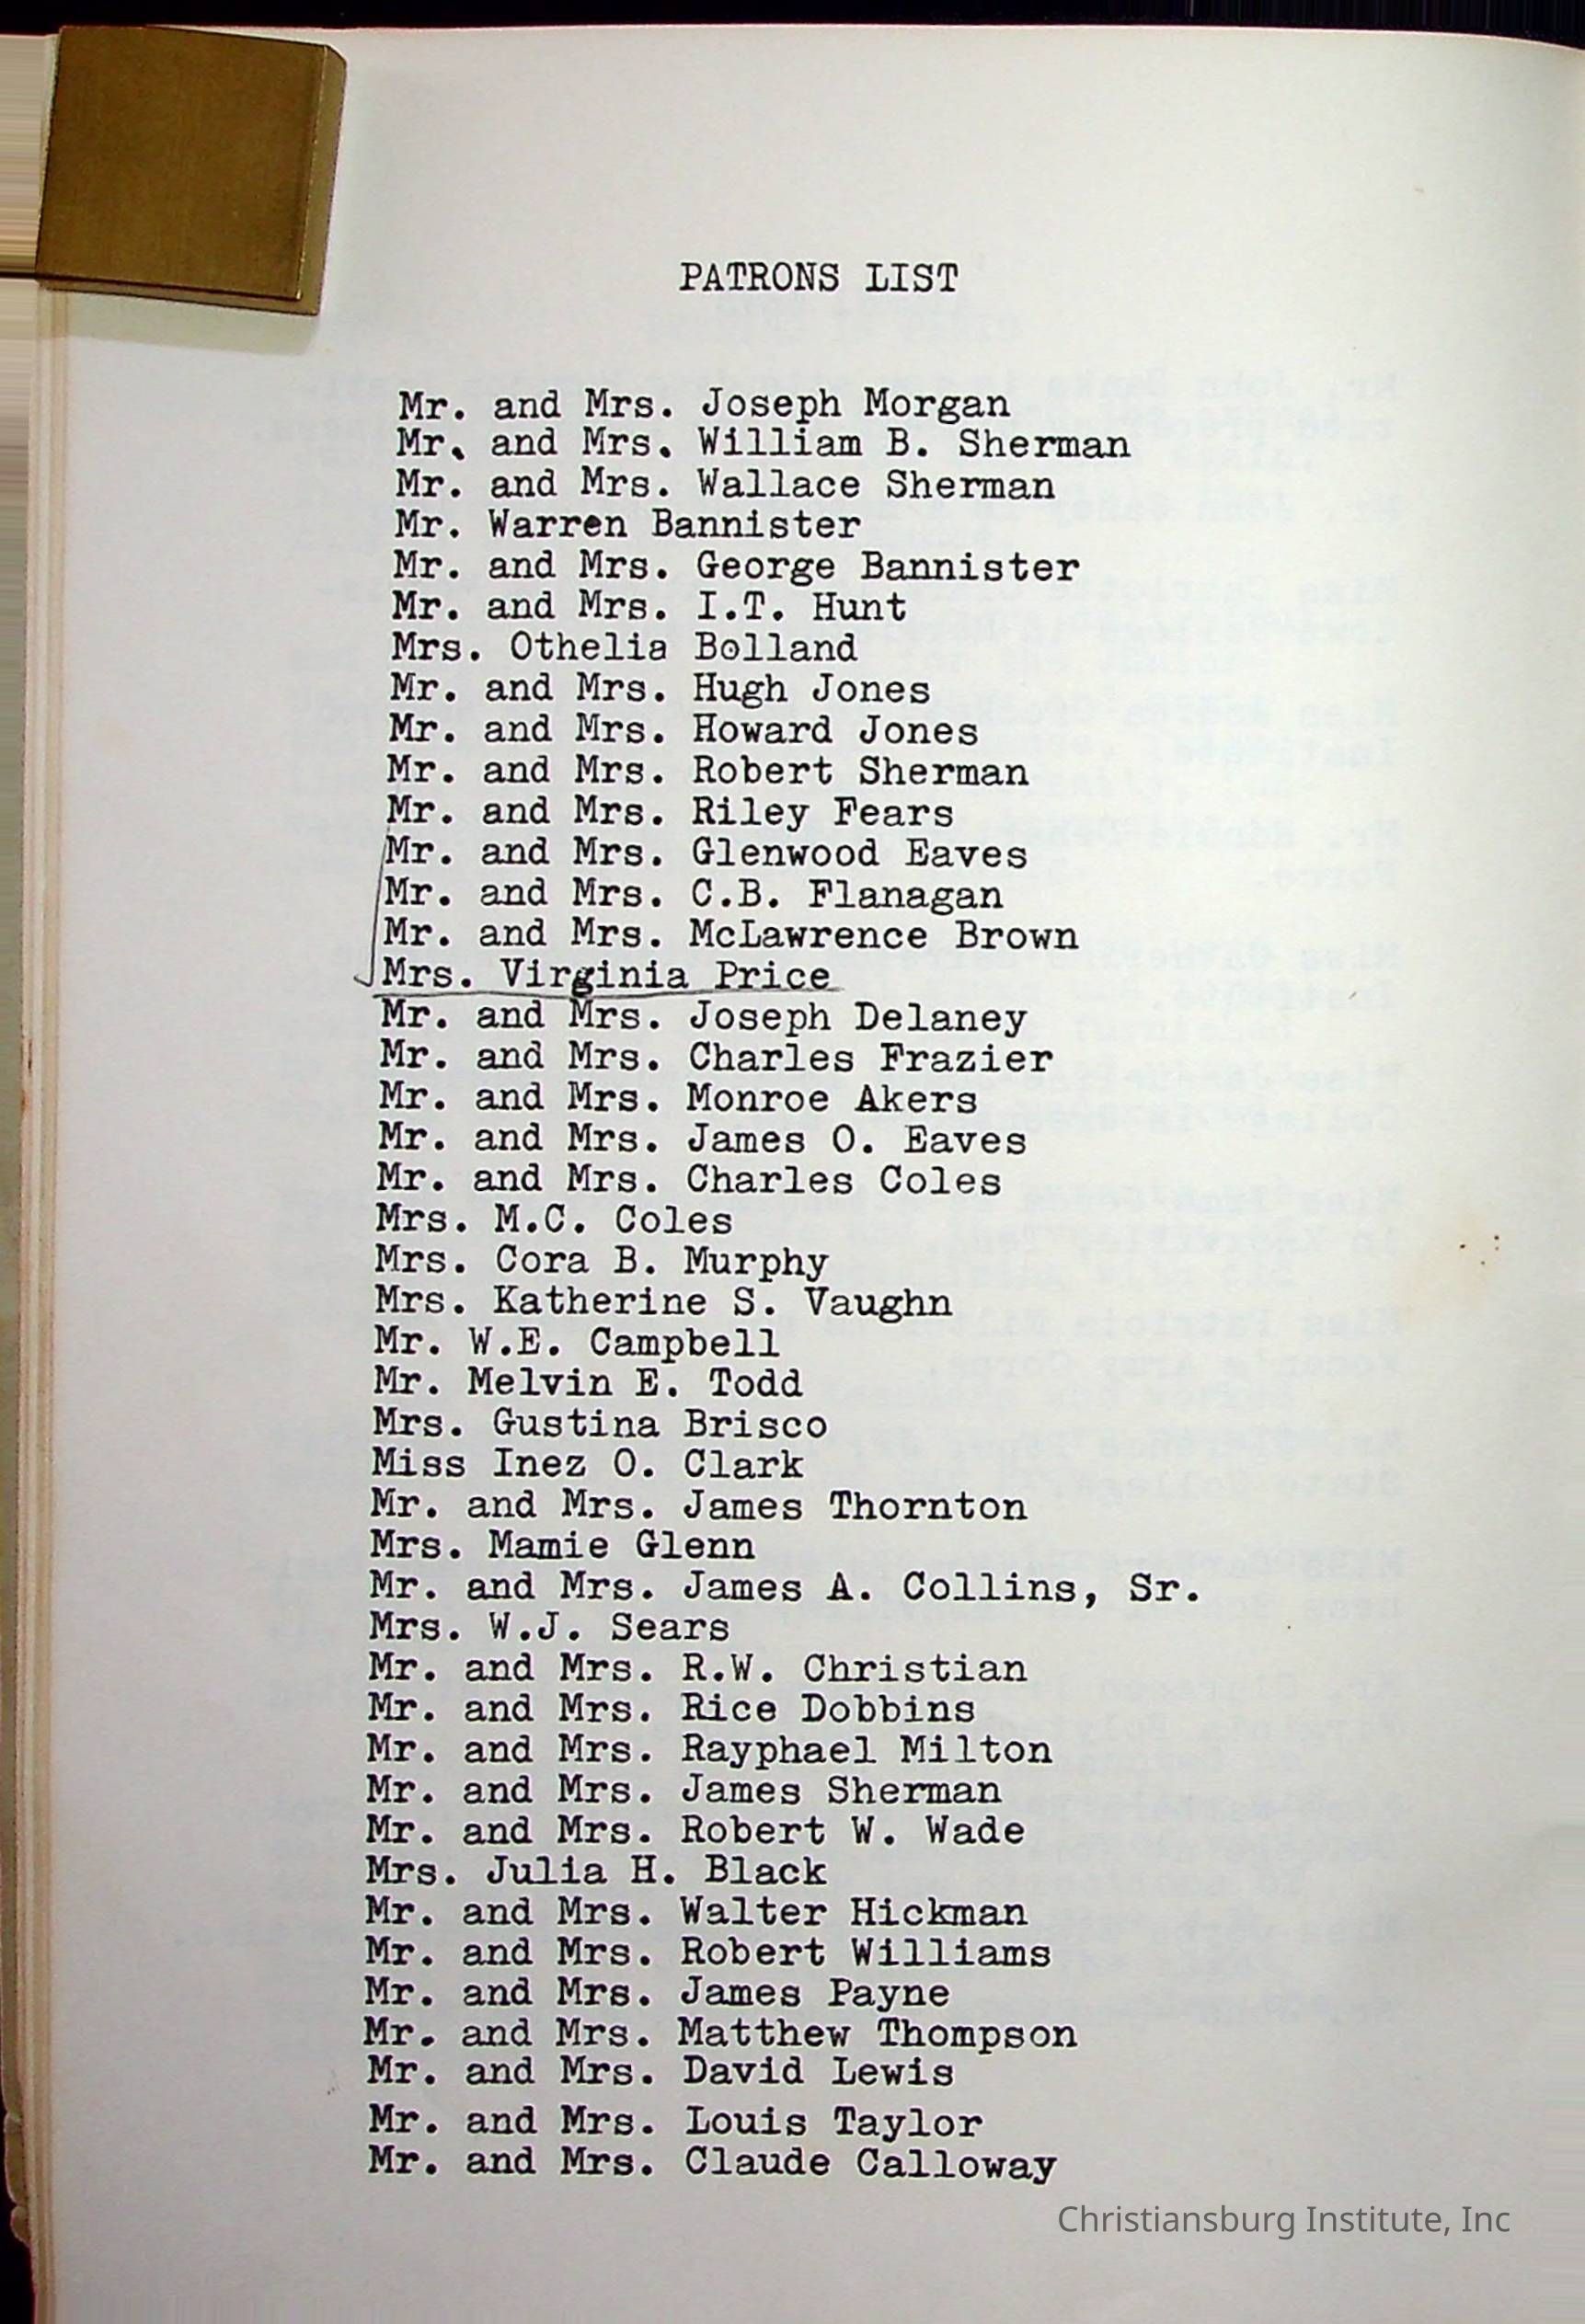 PATRONS LIST
Mr. and Mrs. Joseph Morgan
Mr. and Mrs. William B. Sherman
Mr. and Mrs. Wallace Sherman
Mr. Warren Bannister
Mr. and Mrs. George Bannister
Mr. and Mrs. I.T. Hunt
Mrs. Othelia Bolland
Mr. and Mrs. Hugh Jones
Mr. and Mrs. Howard Jones
Mr. and Mrs. Robert Sherman
Mr. and Mrs. Riley Fears
Mr. and Mrs. Glenwood Eaves
Mr. and Mrs. C.B. Flanagan
Mr. and Mrs. McLawrence Brown
Mrs. Virginia Price
Mr. and Mrs. Joseph Delaney
Mr. and Mrs. Charles Frazier
Mr. and Mrs. Monroe Akers
Mr. and Mrs. James O. Eaves
Mr. and Mrs. Charles Coles
Mrs. M.C. Coles
Mrs. Cora B. Murphy
Mrs. Katherine S. Vaughn
Mr. W.E. Campbell
Mr. Melvin E. Todd
Mrs. Gustina Brisco
Miss Inez O. Clark
Mr. and Mrs. James Thornton
Mrs. Mamie Glenn
Mr. and Mrs. James A. Collins, Sr.
Mrs. W.J. Sears
Mr. and Mrs. R.W. Christian
Mr. and Mrs. Rice Dobbins
Mr. and Mrs. Rayphael Milton
Mr. and Mrs. James Sherman
Mr. and Mrs. Robert W. Wade
Mrs. Julia H. Black
Mr. and Mrs. Walter Hickman
Mr. and Mrs. Robert Williams
Mr. and Mrs. James Payne
Mr. and Mrs. Matthew Thompson
Mr. and Mrs. David Lewis
Mr. and Mrs. Louis Taylor
Mr. and Mrs. Claude Calloway
Christiansburg Institute, Inc